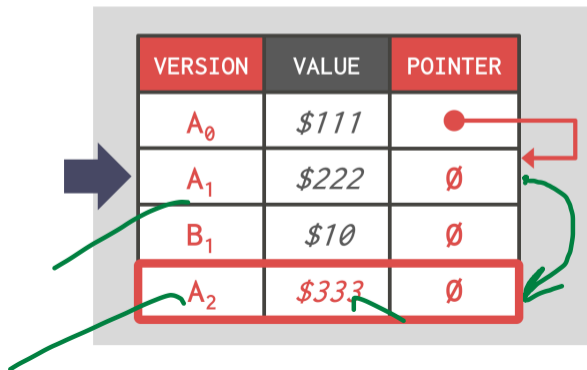 VERSION VALUE POINTER
A₀ $111
A₁ $222 Ø
B₁ $10 Ø
A₂ $333 Ø